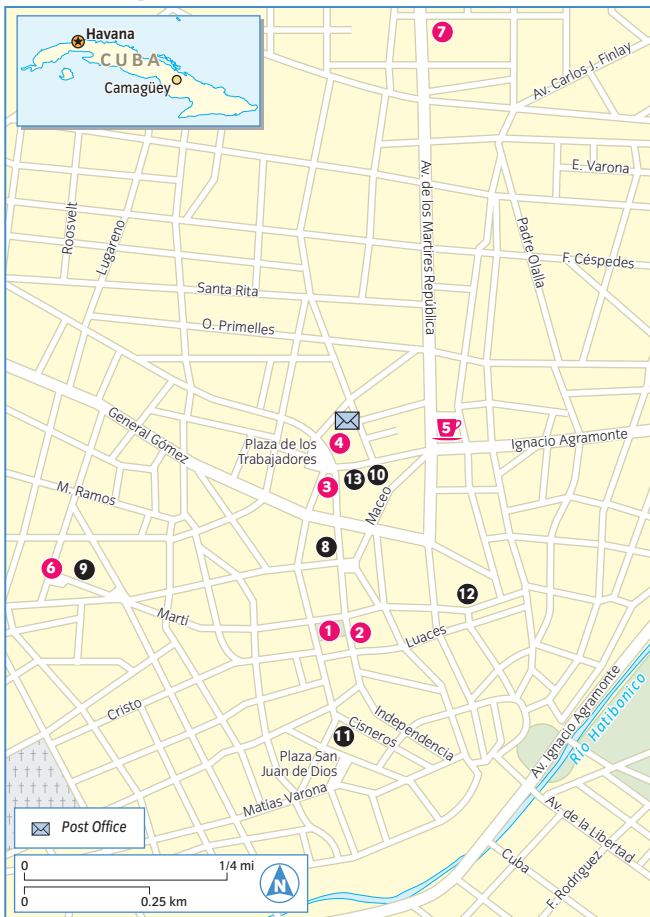 Havana
CUBA
Camagüey
7
Av. Carlos J. Finlay
E. Varona
Av. de los Martires República
Padre Olalla
Roosvelt
Lugareno
F. Céspedes
Santa Rita
O. Primelles
General Gómez
5
4
Plaza de los
Trabajadores
Ignacio Agramonte
3
13
10
M. Ramos
Maceo
8
6
9
12
Martí
1
2
Luaces
Cristo
Independencia
Cisneros
11
Plaza San
Juan de Dios
Matías Varona
Av. Ignacio Agramonte
Río Hatibonico
Av. de la Libertad
Cuba
F. Rodriguez
Post Office
0
1/4 mi
0
0.25 km
N